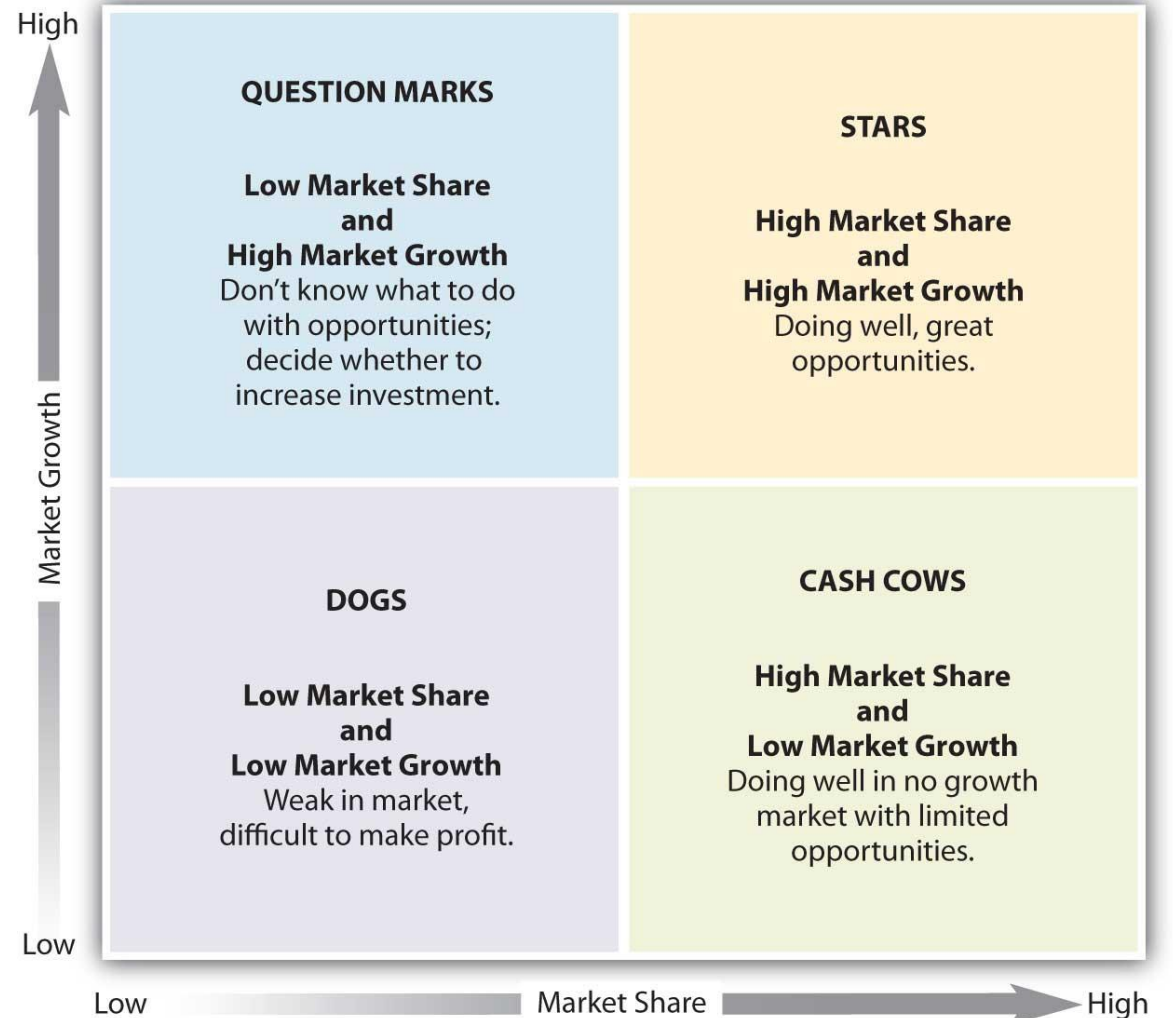 High
QUESTION MARKS
Low Market Share
and
High Market Growth
Don’t know what to do
with opportunities;
decide whether to
increase investment.
STARS
High Market Share
and
High Market Growth
Doing well, great
opportunities.
Market Growth
DOGS
Low Market Share
and
Low Market Growth
Weak in market,
difficult to make profit.
CASH COWS
High Market Share
and
Low Market Growth
Doing well in no growth
market with limited
opportunities.
Low
Low
Market Share
High